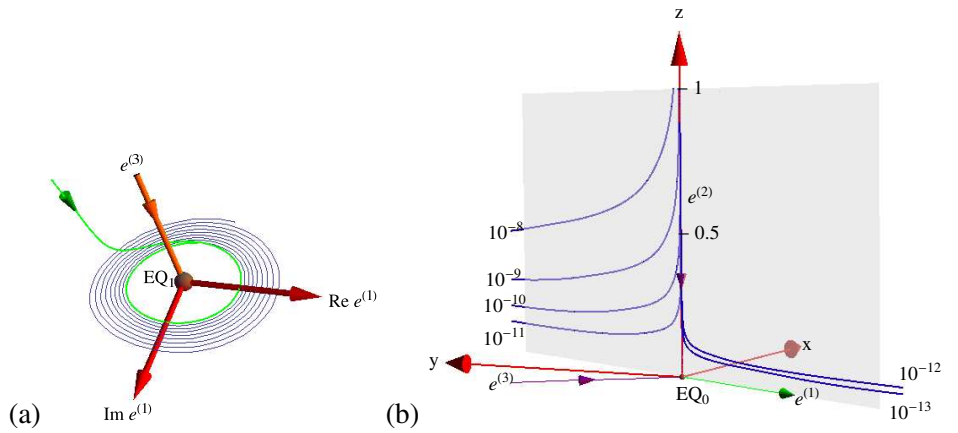 e⁽³⁾
EQ₁
Re e⁽¹⁾
Im e⁽¹⁾
(a)
z
1
e⁽²⁾
0.5
10⁻⁸
10⁻⁹
10⁻¹⁰
10⁻¹¹
y
x
e⁽³⁾
EQ₀
e⁽¹⁾
10⁻¹²
10⁻¹³
(b)